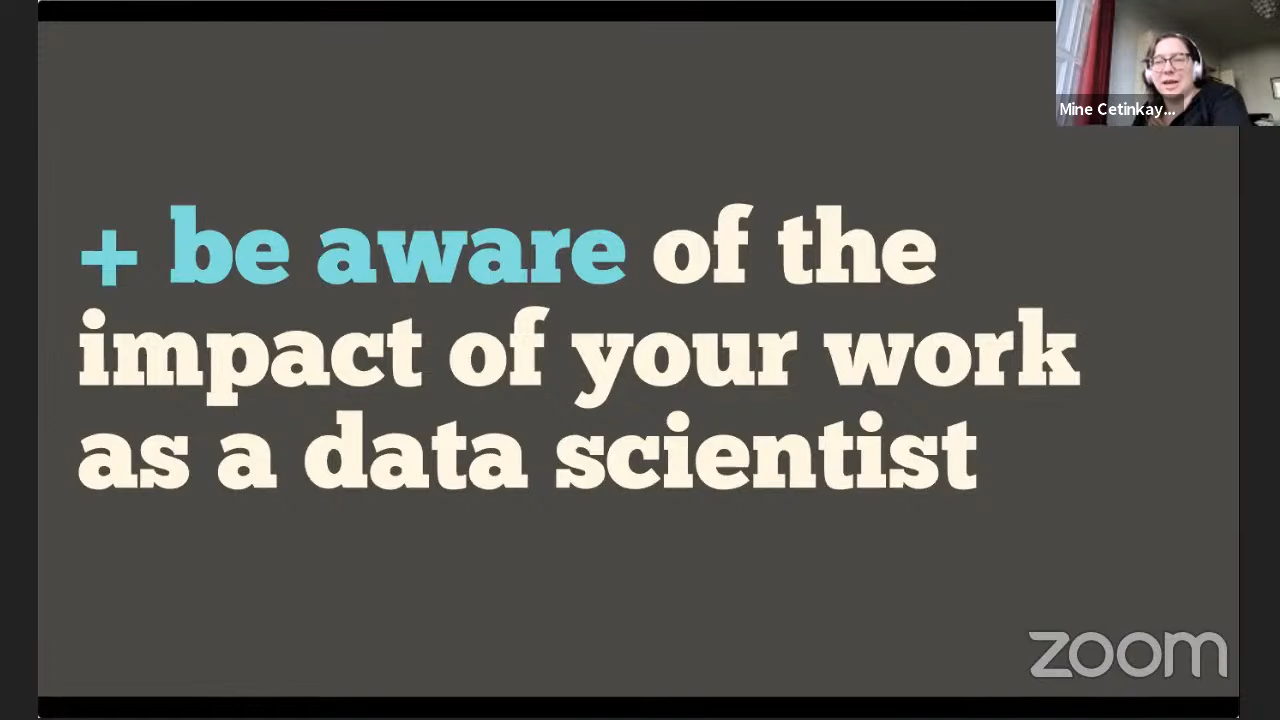 Mine Cetinkay...
+ be aware of the
impact of your work
as a data scientist
zoom